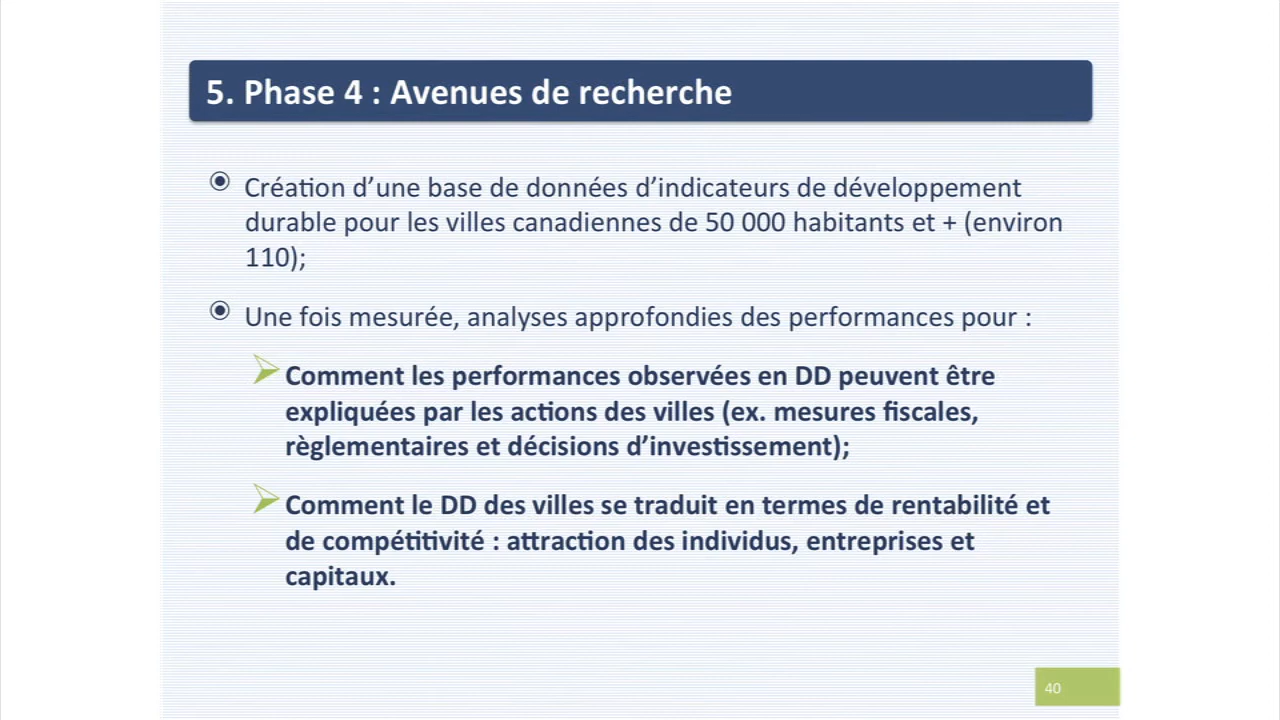 5. Phase 4 : Avenues de recherche
Création d’une base de données d’indicateurs de développement
durable pour les villes canadiennes de 50 000 habitants et + (environ
110);
Une fois mesurée, analyses approfondies des performances pour :
Comment les performances observées en DD peuvent être
expliquées par les actions des villes (ex. mesures fiscales,
règlementaires et décisions d’investissement);
Comment le DD des villes se traduit en termes de rentabilité et
de compétitivité : attraction des individus, entreprises et
capitaux.
40